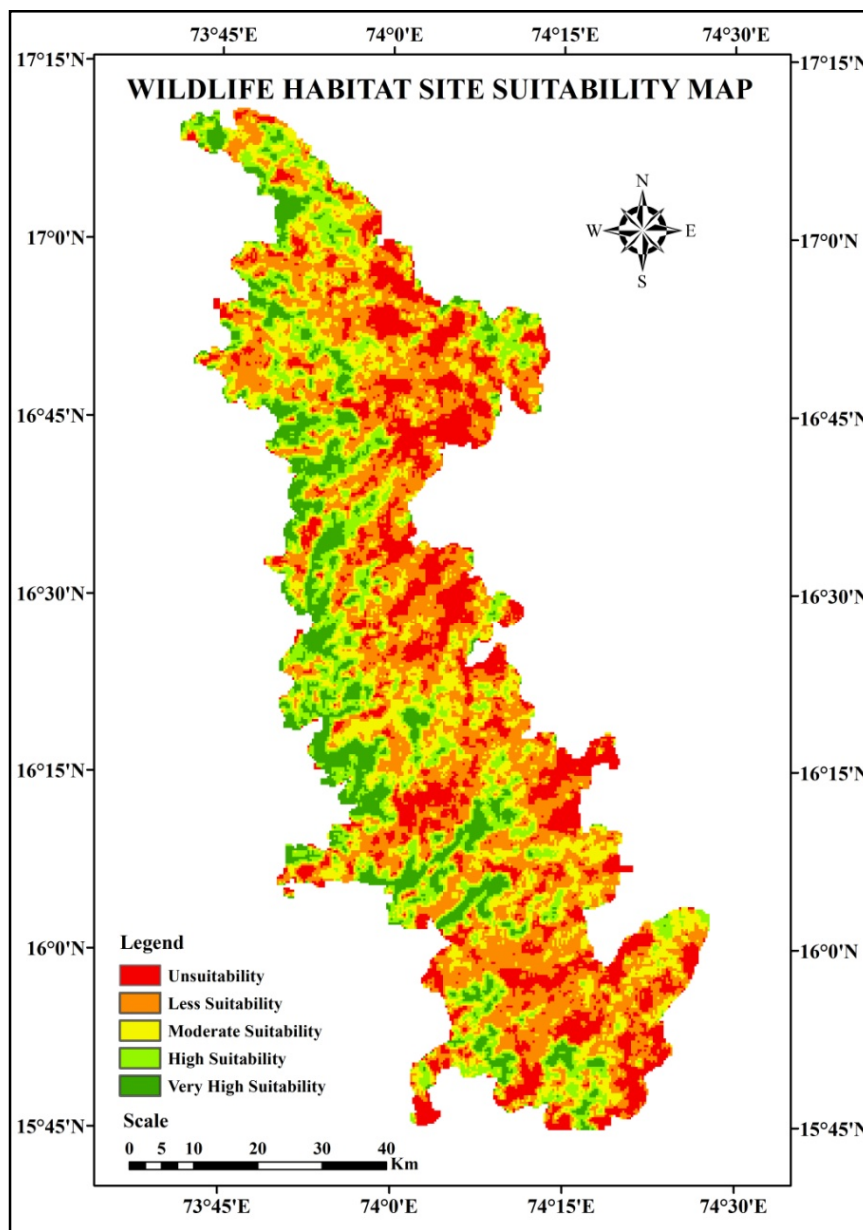 73°45'E 74°0'E 74°15'E 74°30'E
17°15'N 17°15'N
WILDLIFE HABITAT SITE SUITABILITY MAP
N
W E
S
17°0'N 17°0'N
16°45'N 16°45'N
16°30'N 16°30'N
16°15'N 16°15'N
16°0'N 16°0'N
Legend
Unsuitability
Less Suitability
Moderate Suitability
High Suitability
Very High Suitability
Scale
15°45'N 15°45'N
0 5 10 20 30 40
Km
73°45'E 74°0'E 74°15'E 74°30'E